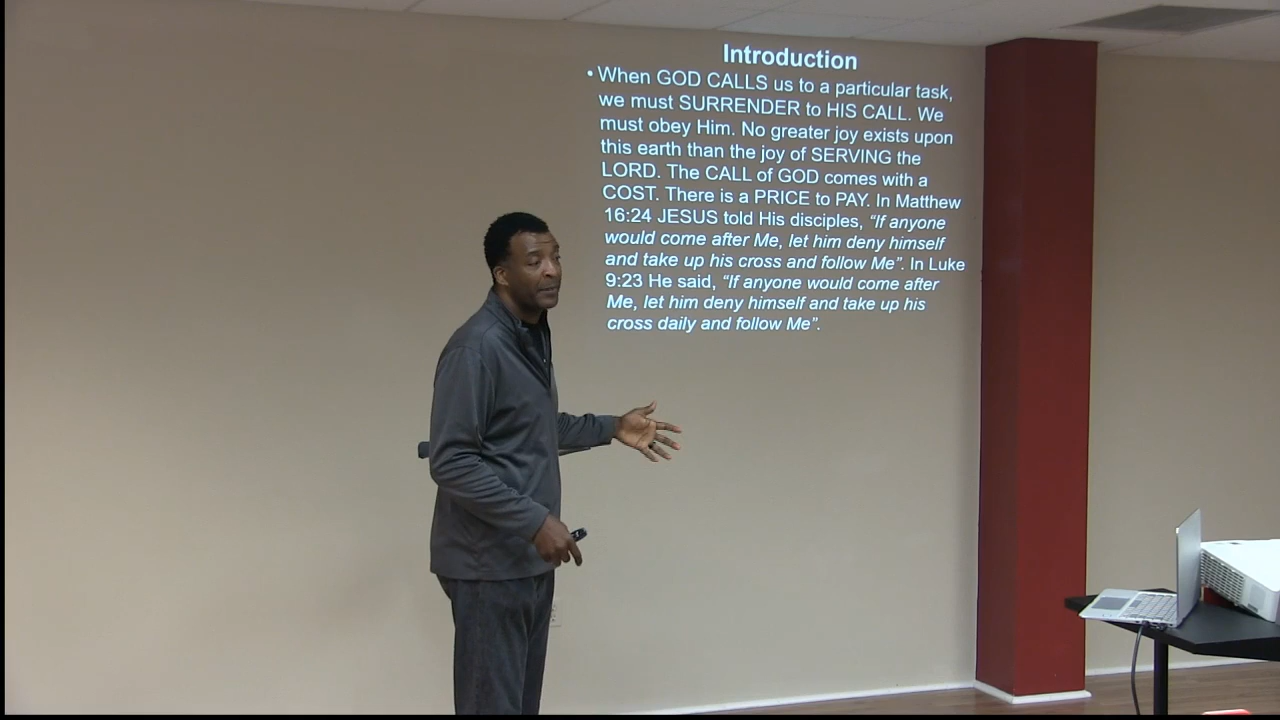 Introduction
• When GOD CALLS us to a particular task,
we must SURRENDER to HIS CALL. We
must obey Him. No greater joy exists upon
this earth than the joy of SERVING the
LORD. The CALL of GOD comes with a
COST. There is a PRICE to PAY. In Matthew
16:24 JESUS told His disciples, “If anyone
would come after Me, let him deny himself
and take up his cross and follow Me”. In Luke
9:23 He said, “If anyone would come after
Me, let him deny himself and take up his
cross daily and follow Me”.